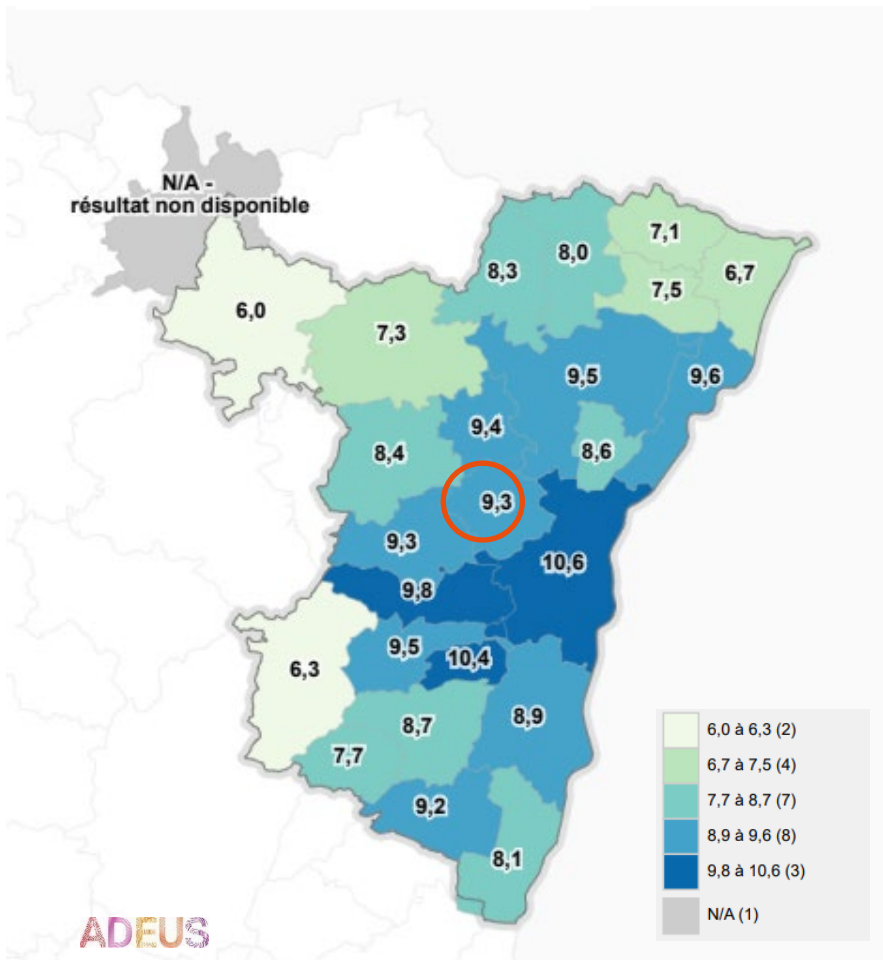 N/A -
résultat non disponible
7,1
8,0
8,3
6,7
7,5
6,0
7,3
9,5
9,6
9,4
8,4
8,6
9,3
9,3
10,6
9,8
9,5
10,4
6,3
8,9
8,7
7,7
9,2
8,1
6,0 à 6,3 (2)
6,7 à 7,5 (4)
7,7 à 8,7 (7)
8,9 à 9,6 (8)
9,8 à 10,6 (3)
N/A (1)
ADEUS